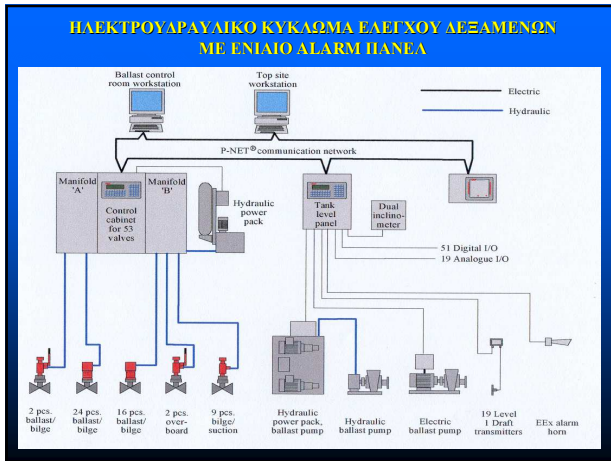 ΗΛΕΚΤΡΟΥΔΡΑΥΛΙΚΟ ΚΥΚΛΩΜΑ ΕΛΕΓΧΟΥ ΔΕΞΑΜΕΝΩΝ
ΜΕ ΕΝΙΑΙΟ ALARM ΠΑΝΕΛ
Ballast control
room workstation
Top site
workstation
Electric
Hydraulic
P-NET® communication network
Manifold
'A'
Control
cabinet
for 53
valves
Manifold
'B'
Hydraulic
power
pack
Tank
level
panel
Dual
inclino-
meter
51 Digital I/O
19 Analogue I/O
2 pcs.
ballast/
bilge
24 pcs.
ballast/
bilge
16 pcs.
ballast/
bilge
2 pcs.
over-
board
9 pcs.
bilge/
suction
Hydraulic
power pack,
ballast pump
Hydraulic
ballast pump
Electric
ballast pump
19 Level
1 Draft
transmitters
EEx alarm
horn